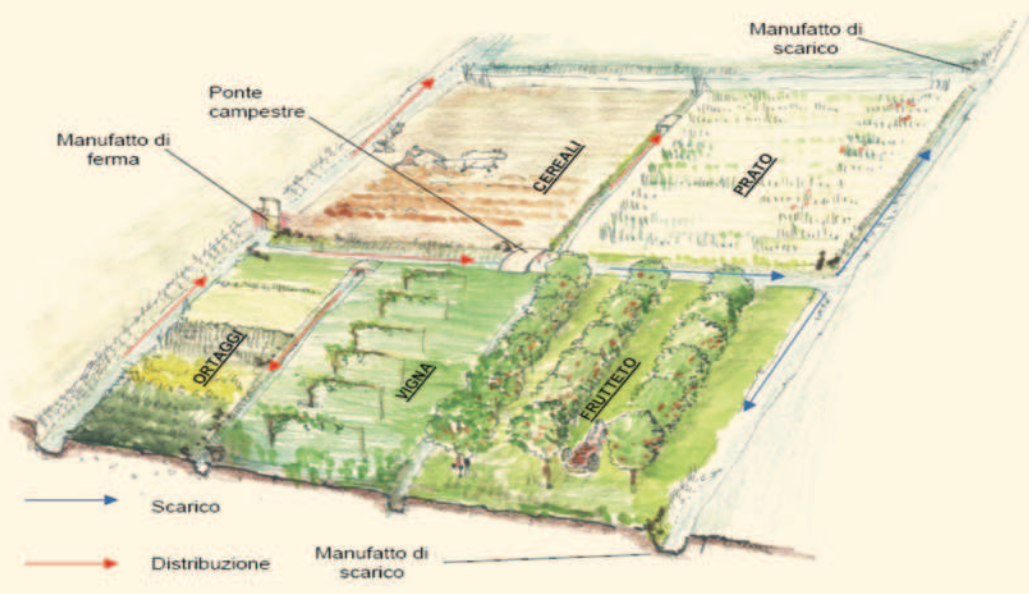 Manufatto di
scarico
Ponte
campestre
Manufatto di
ferma
CEREALI
PRATO
ORTAGGI
VIGNA
FRUTTETO
Scarico
Distribuzione
Manufatto di
scarico